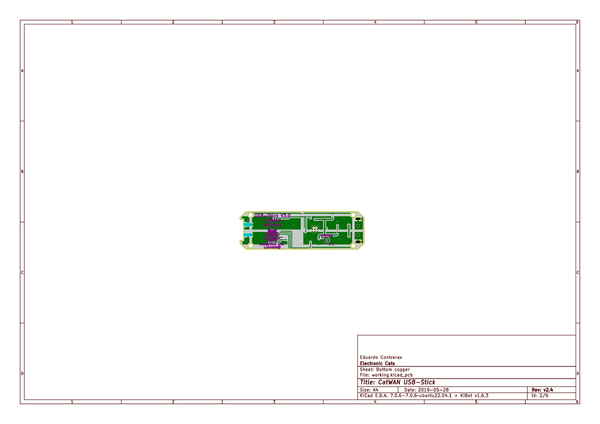 1 2 3 4 5 6
A A
B B
C C
D D
Eduardo Contreras
Electronic Cats
Sheet: Bottom copper
File: working.kicad_pcb
Title: CatWAN USB-Stick
Size: A4 Date: 2019-05-28 Rev: v2.4
KiCad E.D.A. 7.0.6-7.0.6~ubuntu22.04.1 + KiBot v1.6.3 Id: 2/6
1 2 3 4 5 6